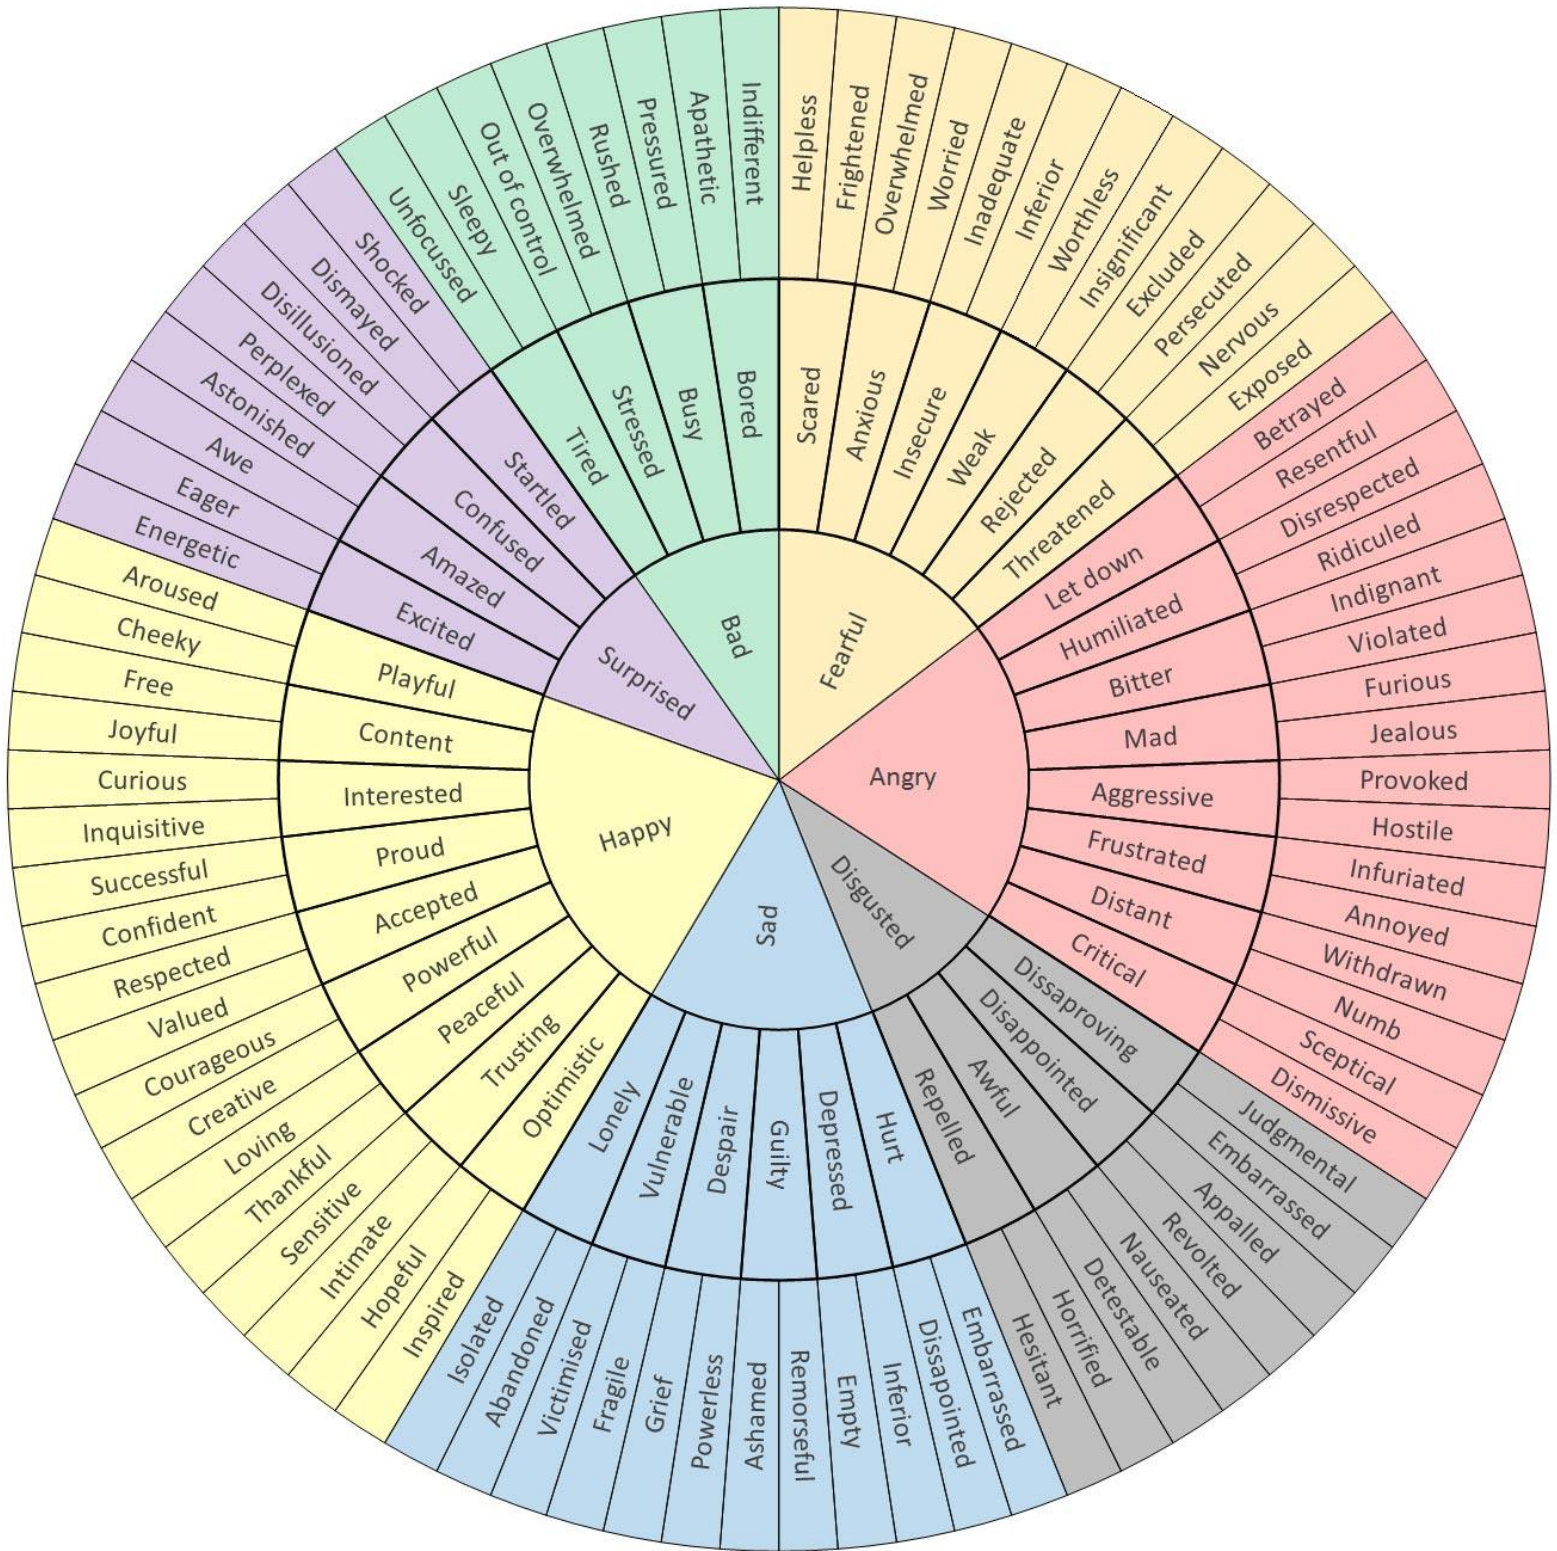 Fearful
Angry
Disgusted
Sad
Happy
Surprised
Bad
Scared
Anxious
Insecure
Weak
Rejected
Threatened
Let down
Humiliated
Bitter
Mad
Aggressive
Frustrated
Distant
Critical
Dissaproving
Disappointed
Awful
Repelled
Hurt
Depressed
Guilty
Despair
Vulnerable
Lonely
Optimistic
Trusting
Peaceful
Powerful
Accepted
Proud
Interested
Content
Playful
Excited
Amazed
Confused
Startled
Tired
Stressed
Busy
Bored
Helpless
Frightened
Overwhelmed
Worried
Inadequate
Inferior
Worthless
Insignificant
Excluded
Persecuted
Nervous
Exposed
Betrayed
Resentful
Disrespected
Ridiculed
Indignant
Violated
Furious
Jealous
Provoked
Hostile
Infuriated
Annoyed
Withdrawn
Numb
Sceptical
Dismissive
Judgmental
Embarrassed
Appalled
Revolted
Nauseated
Detestable
Horrified
Hesitant
Embarrassed
Dissapointed
Inferior
Empty
Remorseful
Ashamed
Powerless
Grief
Fragile
Victimised
Abandoned
Isolated
Inspired
Hopeful
Intimate
Sensitive
Thankful
Loving
Creative
Courageous
Valued
Respected
Confident
Successful
Inquisitive
Curious
Joyful
Free
Cheeky
Aroused
Energetic
Eager
Awe
Astonished
Perplexed
Disillusioned
Dismayed
Shocked
Unfocussed
Sleepy
Out of control
Overwhelmed
Rushed
Pressured
Apathetic
Indifferent